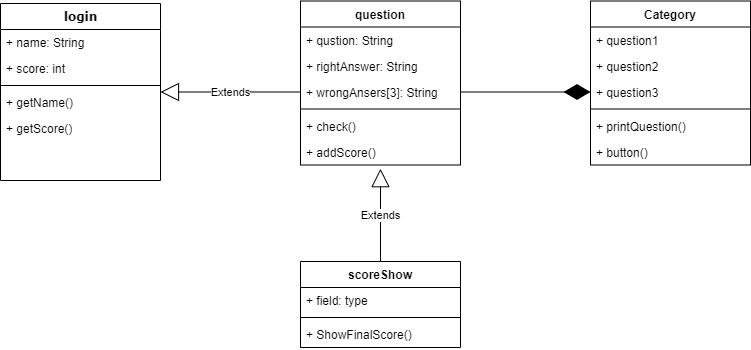 login
+ name: String
+ score: int
+ getName()
+ getScore()
Extends
question
+ qustion: String
+ rightAnswer: String
+ wrongAnsers[3]: String
+ check()
+ addScore()
Category
+ question1
+ question2
+ question3
+ printQuestion()
+ button()
Extends
scoreShow
+ field: type
+ ShowFinalScore()